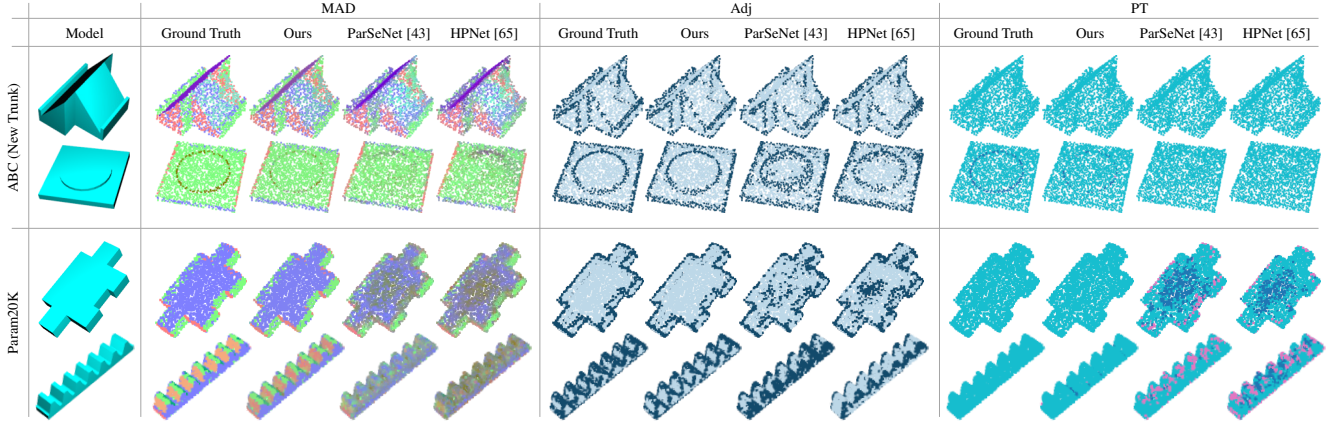 MAD Adj PT
Model Ground Truth Ours ParSeNet [43] HPNet [65] Ground Truth Ours ParSeNet [43] HPNet [65] Ground Truth Ours ParSeNet [43] HPNet [65]
ABC (New Trunk)
Param20K